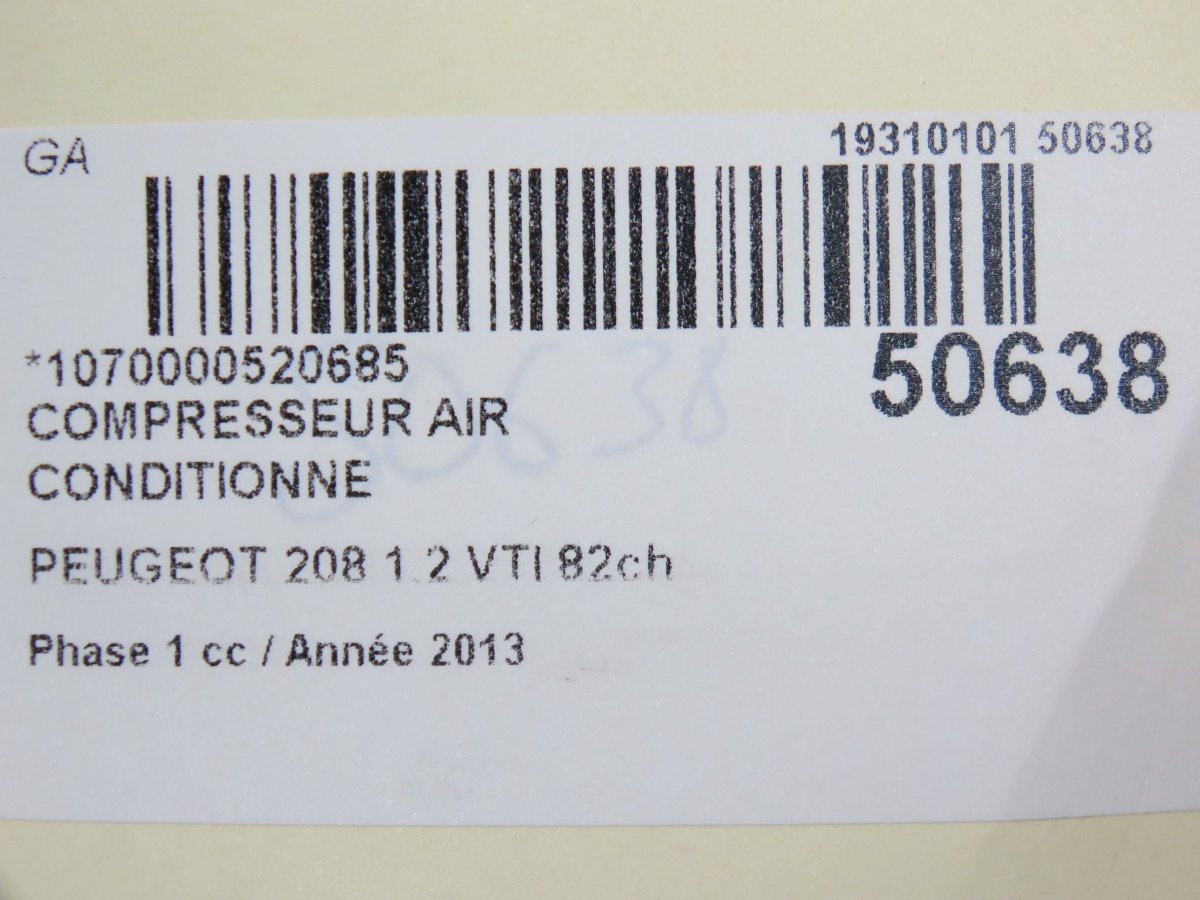 GA
19310101 50638
*1070000520685
50638
COMPRESSEUR AIR
CONDITIONNE
50638
PEUGEOT 208 1.2 VTI 82ch
Phase 1 cc / Année 2013